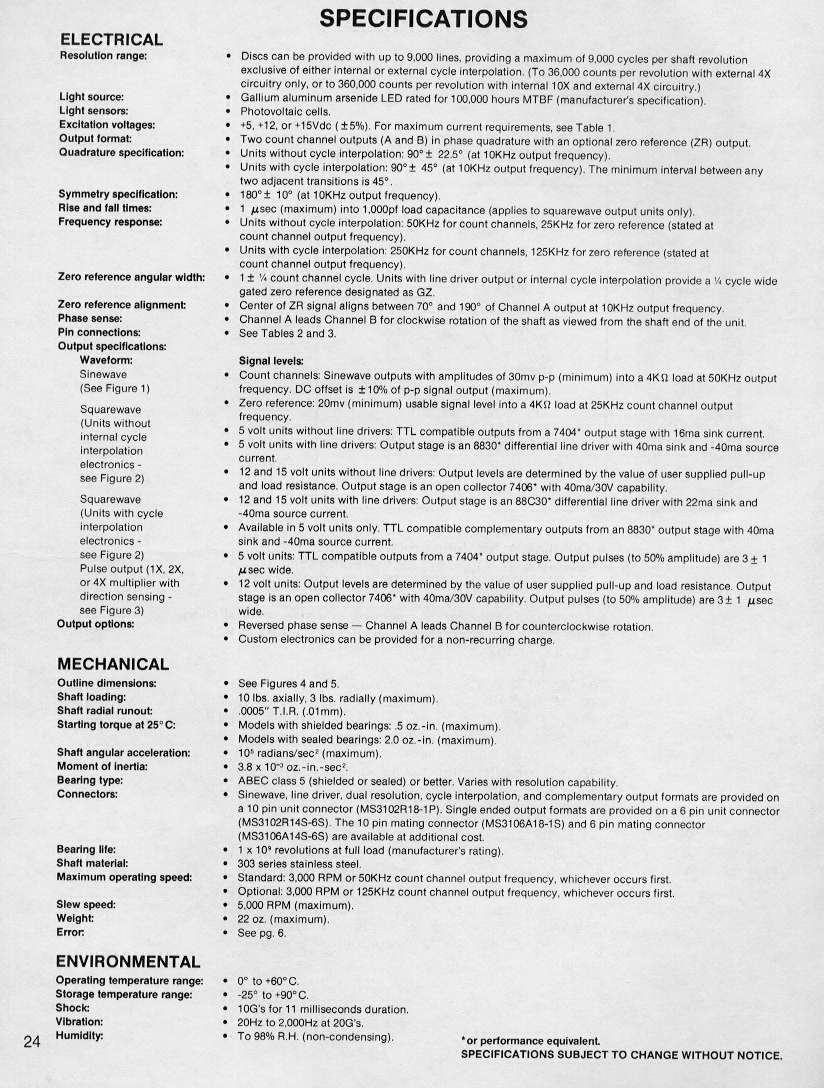 SPECIFICATIONS
ELECTRICAL
Resolution range: • Discs can be provided with up to 9,000 lines, providing a maximum of 9,000 cycles per shaft revolution
exclusive of either internal or external cycle interpolation. (To 36,000 counts per revolution with external 4X
circuitry only, or to 360,000 counts per revolution with internal 10X and external 4X circuitry.)
Light source: • Gallium aluminum arsenide LED rated for 100,000 hours MTBF (manufacturer's specification).
Light sensors: • Photovoltaic cells.
Excitation voltages: • +5, +12, or +15Vdc (±5%). For maximum current requirements, see Table 1.
Output format: • Two count channel outputs (A and B) in phase quadrature with an optional zero reference (ZR) output.
Quadrature specification: • Units without cycle interpolation: 90°± 22.5° (at 10KHz output frequency).
• Units with cycle interpolation: 90°± 45° (at 10KHz output frequency). The minimum interval between any
two adjacent transitions is 45°.
Symmetry specification: • 180°± 10° (at 10KHz output frequency).
Rise and fall times: • 1 µsec (maximum) into 1,000pf load capacitance (applies to squarewave output units only).
Frequency response: • Units without cycle interpolation: 50KHz for count channels, 25KHz for zero reference (stated at
count channel output frequency).
• Units with cycle interpolation: 250KHz for count channels, 125KHz for zero reference (stated at
count channel output frequency).
Zero reference angular width: • 1± ¼ count channel cycle. Units with line driver output or internal cycle interpolation provide a ¼ cycle wide
gated zero reference designated as GZ.
Zero reference alignment: • Center of ZR signal aligns between 70° and 190° of Channel A output at 10KHz output frequency.
Phase sense: • Channel A leads Channel B for clockwise rotation of the shaft as viewed from the shaft end of the unit.
Pin connections: • See Tables 2 and 3.
Output specifications:
Waveform: Signal levels:
Sinewave • Count channels: Sinewave outputs with amplitudes of 30mv p-p (minimum) into a 4KΩ load at 50KHz output
(See Figure 1) frequency. DC offset is ±10% of p-p signal output (maximum).
• Zero reference: 20mv (minimum) usable signal level into a 4KΩ load at 25KHz count channel output
frequency.
Squarewave
(Units without
internal cycle
interpolation
electronics -
see Figure 2)
• 5 volt units without line drivers: TTL compatible outputs from a 7404* output stage with 16ma sink current.
• 5 volt units with line drivers: Output stage is an 8830* differential line driver with 40ma sink and -40ma source
current.
• 12 and 15 volt units without line drivers: Output levels are determined by the value of user supplied pull-up
and load resistance. Output stage is an open collector 7406* with 40ma/30V capability.
• 12 and 15 volt units with line drivers: Output stage is an 88C30* differential line driver with 22ma sink and
-40ma source current.
Squarewave
(Units with cycle
interpolation
electronics -
see Figure 2)
• Available in 5 volt units only. TTL compatible complementary outputs from an 8830* output stage with 40ma
sink and -40ma source current.
Pulse output (1X, 2X,
or 4X multiplier with
direction sensing -
see Figure 3)
• 5 volt units: TTL compatible outputs from a 7404* output stage. Output pulses (to 50% amplitude) are 3± 1
µsec wide.
• 12 volt units: Output levels are determined by the value of user supplied pull-up and load resistance. Output
stage is an open collector 7406* with 40ma/30V capability. Output pulses (to 50% amplitude) are 3± 1 µsec
wide.
Output options: • Reversed phase sense — Channel A leads Channel B for counterclockwise rotation.
• Custom electronics can be provided for a non-recurring charge.
MECHANICAL
Outline dimensions: • See Figures 4 and 5.
Shaft loading: • 10 lbs. axially, 3 lbs. radially (maximum).
Shaft radial runout: • .0005" T.I.R. (.01mm).
Starting torque at 25°C: • Models with shielded bearings: .5 oz.-in. (maximum).
• Models with sealed bearings: 2.0 oz.-in. (maximum).
Shaft angular acceleration: • 10⁵ radians/sec² (maximum).
Moment of inertia: • 3.8 x 10⁻³ oz.-in.-sec².
Bearing type: • ABEC class 5 (shielded or sealed) or better. Varies with resolution capability.
Connectors: • Sinewave, line driver, dual resolution, cycle interpolation, and complementary output formats are provided on
a 10 pin unit connector (MS3102R18-1P). Single ended output formats are provided on a 6 pin unit connector
(MS3102R14S-6S). The 10 pin mating connector (MS3106A18-1S) and 6 pin mating connector
(MS3106A14S-6S) are available at additional cost.
Bearing life: • 1 x 10⁹ revolutions at full load (manufacturer's rating).
Shaft material: • 303 series stainless steel.
Maximum operating speed: • Standard: 3,000 RPM or 50KHz count channel output frequency, whichever occurs first.
• Optional: 3,000 RPM or 125KHz count channel output frequency, whichever occurs first.
Slew speed: • 5,000 RPM (maximum).
Weight: • 22 oz. (maximum).
Error: • See pg. 6.
ENVIRONMENTAL
Operating temperature range: • 0° to +60°C.
Storage temperature range: • -25° to +90°C.
Shock: • 10G's for 11 milliseconds duration.
Vibration: • 20Hz to 2,000Hz at 20G's.
Humidity: • To 98% R.H. (non-condensing).
*or performance equivalent.
SPECIFICATIONS SUBJECT TO CHANGE WITHOUT NOTICE.
24